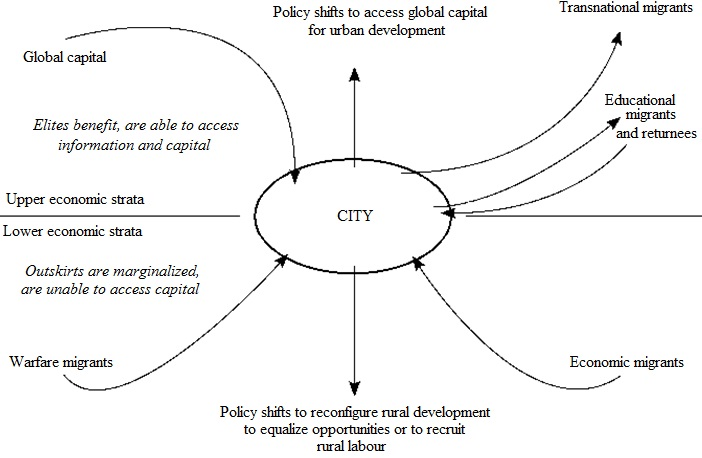 Policy shifts to access global capital
for urban development
Transnational migrants
Global capital
Educational
migrants
and returnees
Elites benefit, are able to access
information and capital
Upper economic strata
CITY
Lower economic strata
Outskirts are marginalized,
are unable to access capital
Warfare migrants
Economic migrants
Policy shifts to reconfigure rural development
to equalize opportunities or to recruit
rural labour